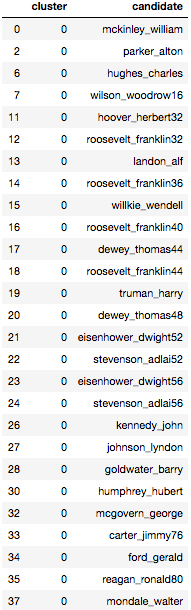 cluster candidate
0 0 mckinley_william
2 0 parker_alton
6 0 hughes_charles
7 0 wilson_woodrow16
11 0 hoover_herbert32
12 0 roosevelt_franklin32
13 0 landon_alf
14 0 roosevelt_franklin36
15 0 willkie_wendell
16 0 roosevelt_franklin40
17 0 dewey_thomas44
18 0 roosevelt_franklin44
19 0 truman_harry
20 0 dewey_thomas48
21 0 eisenhower_dwight52
22 0 stevenson_adlai52
23 0 eisenhower_dwight56
24 0 stevenson_adlai56
26 0 kennedy_john
27 0 johnson_lyndon
28 0 goldwater_barry
30 0 humphrey_hubert
32 0 mcgovern_george
33 0 carter_jimmy76
34 0 ford_gerald
35 0 reagan_ronald80
37 0 mondale_walter